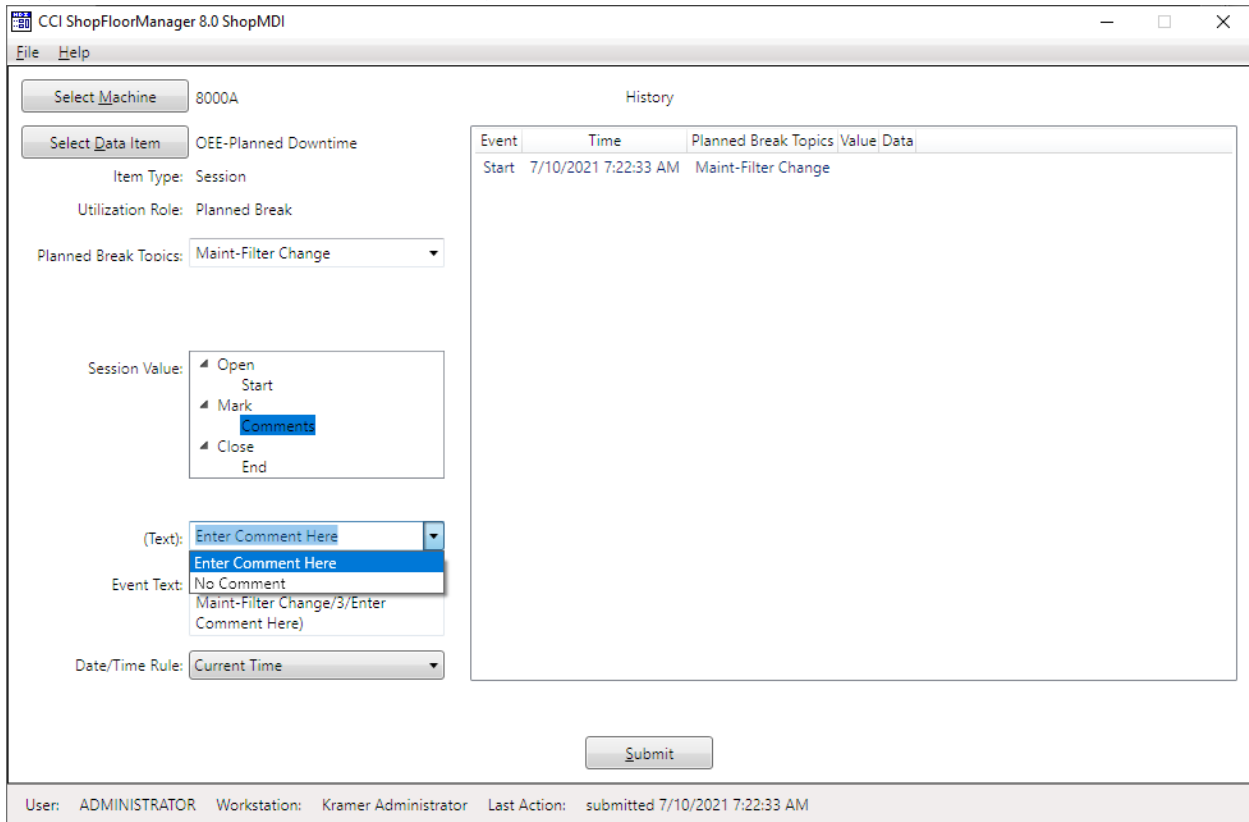 CCI ShopFloorManager 8.0 ShopMDI
File Help
Select Machine 8000A
History
Select Data Item OEE-Planned Downtime
Event Time Planned Break Topics Value Data
Start 7/10/2021 7:22:33 AM Maint-Filter Change
Item Type: Session
Utilization Role: Planned Break
Planned Break Topics: Maint-Filter Change
Session Value: Open
Start
Mark
Comments
Close
End
(Text): Enter Comment Here
Enter Comment Here
Event Text: No Comment
Maint-Filter Change/3/Enter
Comment Here)
Date/Time Rule: Current Time
Submit
User: ADMINISTRATOR Workstation: Kramer Administrator Last Action: submitted 7/10/2021 7:22:33 AM